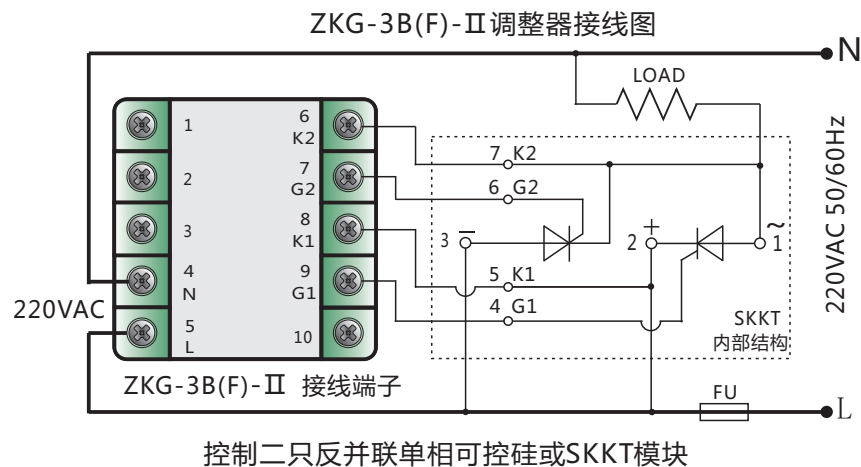 ZKG-3B(F)-Ⅱ调整器接线图
N
LOAD
1
6
K2
7 K2
2
7
G2
6 G2
3
8
K1
3 −
2 +
~ 1
4
N
9
G1
5 K1
4 G1
220VAC
5
L
10
SKKT
内部结构
220VAC 50/60Hz
ZKG-3B(F)-Ⅱ 接线端子
FU
L
控制二只反并联单相可控硅或SKKT模块